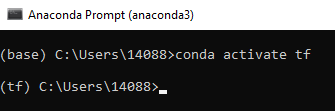 Anaconda Prompt (anaconda3)
(base) C:\Users\14088>conda activate tf
(tf) C:\Users\14088>